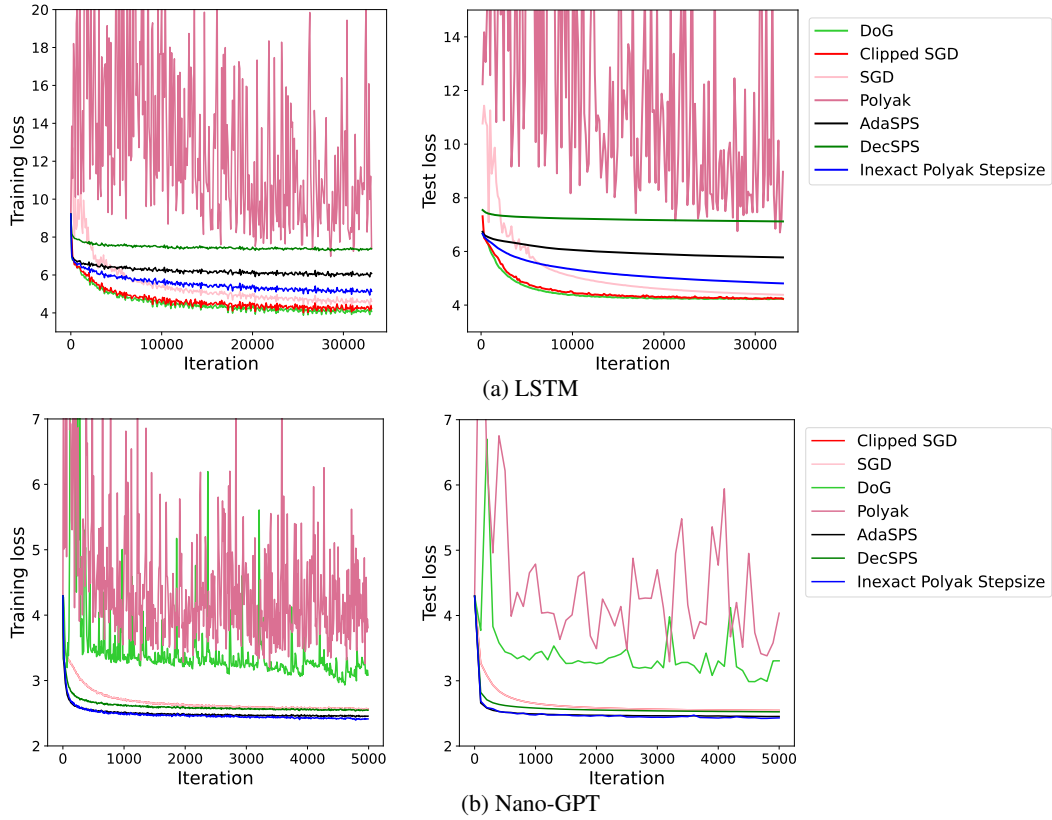 20
18
16
14
12
10
8
6
4
Training loss
0
10000
20000
30000
Iteration
14
12
10
8
6
4
Test loss
0
10000
20000
30000
Iteration
DoG
Clipped SGD
SGD
Polyak
AdaSPS
DecSPS
Inexact Polyak Stepsize
(a) LSTM
7
6
5
4
3
2
Training loss
0
1000
2000
3000
4000
5000
Iteration
7
6
5
4
3
2
Test loss
0
1000
2000
3000
4000
5000
Iteration
Clipped SGD
SGD
DoG
Polyak
AdaSPS
DecSPS
Inexact Polyak Stepsize
(b) Nano-GPT